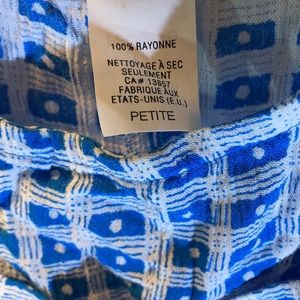 100% RAYONNE
NETTOYAGE À SEC
SEULEMENT
CA# 13857
FABRIQUE AUX
ETATS-UNIS (E.U.)
PETITE